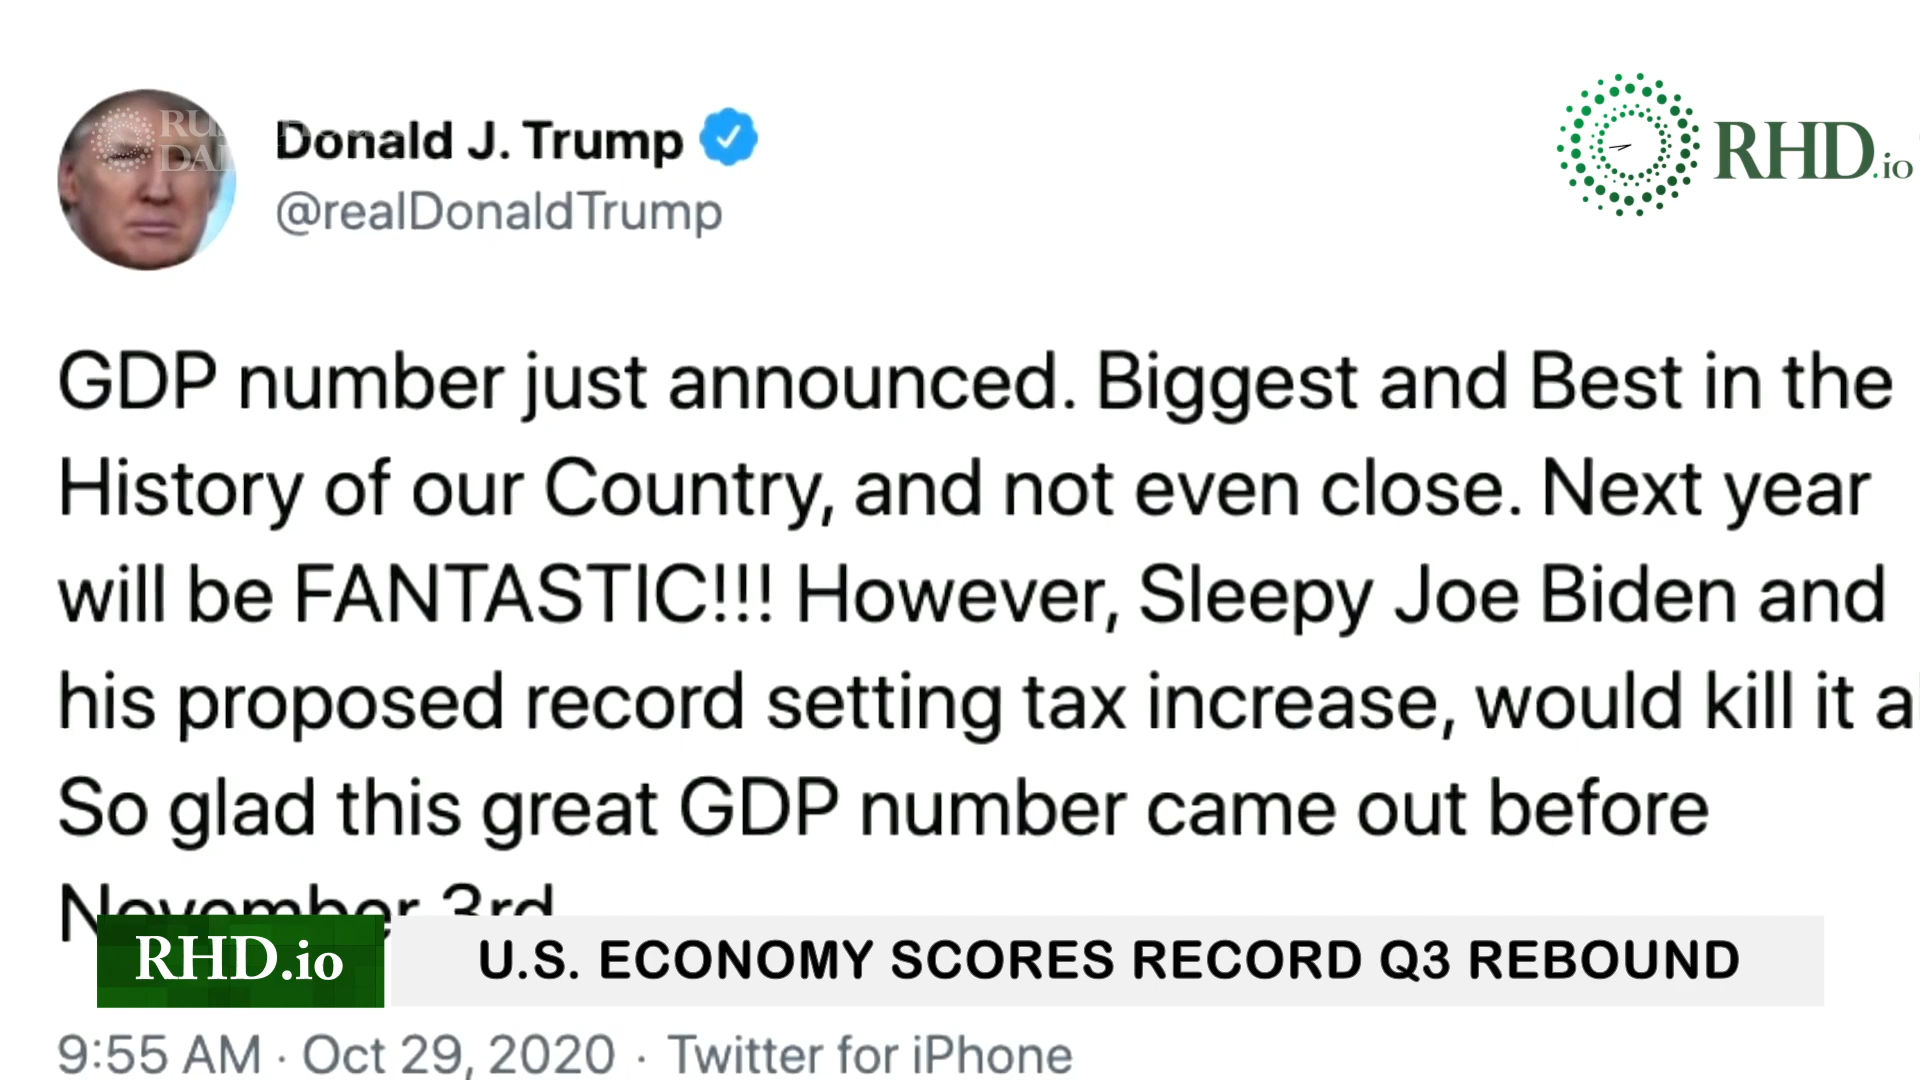 Donald J. Trump
@realDonaldTrump
RHD.io
GDP number just announced. Biggest and Best in the
History of our Country, and not even close. Next year
will be FANTASTIC!!! However, Sleepy Joe Biden and
his proposed record setting tax increase, would kill it
So glad this great GDP number came out before
November 3rd
RHD.io
U.S. ECONOMY SCORES RECORD Q3 REBOUND
9:55 AM · Oct 29, 2020 · Twitter for iPhone